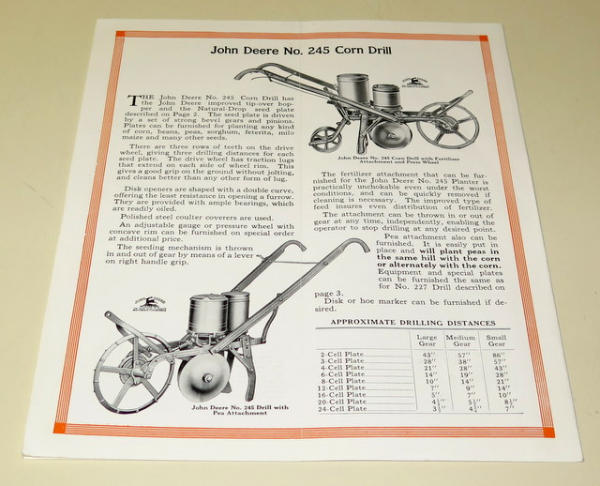 John Deere No. 245 Corn Drill
THE John Deere No. 245 Corn Drill has
the John Deere improved tip-over hop-
per and the Natural-Drop seed plate
described on Page 2. The seed plate is driven
by a set of strong bevel gears and pinions.
Plates can be furnished for planting any kind
of corn, beans, peas, sorghum, feterita, milo
maize and many other seeds.
There are three rows of teeth on the drive
wheel, giving three drilling distances for each
seed plate. The drive wheel has traction lugs
that extend on each side of wheel rim. This
gives a good grip on the ground without jolting,
and cleans better than any other form of lug.
Disk openers are shaped with a double curve,
offering the least resistance in opening a furrow.
They are provided with ample bearings, which
are readily oiled.
Polished steel coulter coverers are used.
An adjustable gauge or pressure wheel with
concave rim can be furnished on special order
at additional price.
The seeding mechanism is thrown
in and out of gear by means of a lever
on right handle grip.
John Deere No. 245 Drill with
Pea Attachment
John Deere No. 245 Corn Drill with Fertilizer
Attachment and Press Wheel
The fertilizer attachment that can be fur-
nished for the John Deere No. 245 Planter is
practically unchokable even under the worst
conditions, and can be quickly removed if
cleaning is necessary. The improved type of
feed insures even distribution of fertilizer.
The attachment can be thrown in or out of
gear at any time, independently, enabling the
operator to stop drilling at any desired point.
Pea attachment also can be
furnished. It is easily put in
place and will plant peas in
the same hill with the corn
or alternately with the corn.
Equipment and special plates
can be furnished the same as
for No. 227 Drill described on
page 3.
Disk or hoe marker can be furnished if de-
sired.
APPROXIMATE DRILLING DISTANCES
Large Gear Medium Gear Small Gear
2-Cell Plate 43" 57" 86"
3-Cell Plate 28" 38" 57"
4-Cell Plate 21" 28" 43"
6-Cell Plate 14" 19" 28"
8-Cell Plate 10" 14" 21"
12-Cell Plate 7" 9" 14"
16-Cell Plate 5" 7" 10"
20-Cell Plate 4½" 5½" 8½"
24-Cell Plate 7"